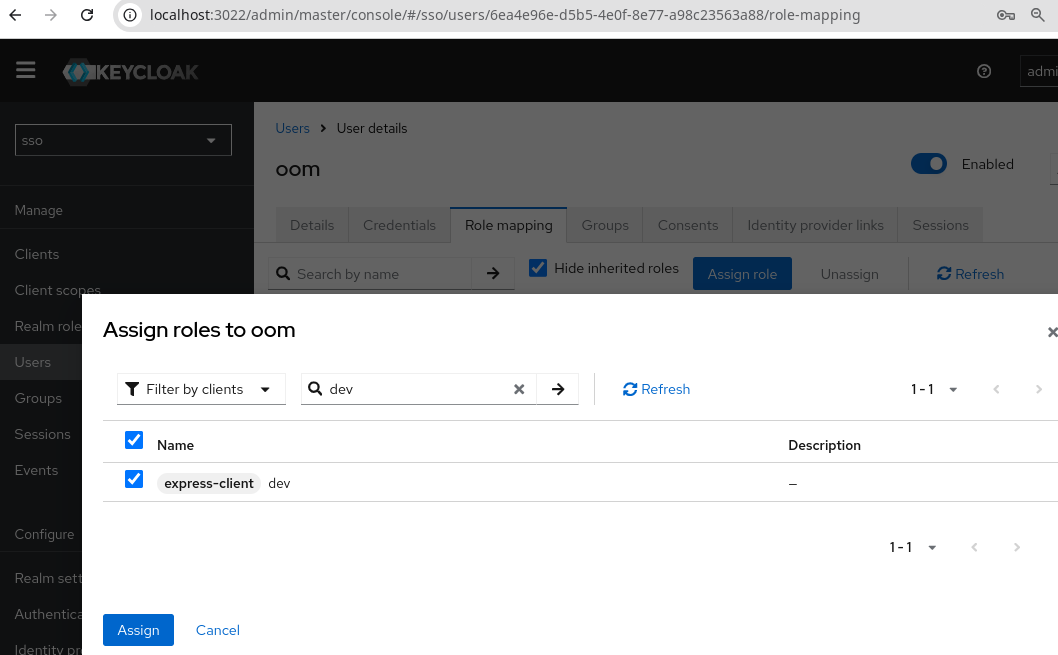 localhost:3022/admin/master/console/#/sso/users/6ea4e96e-d5b5-4e0f-8e77-a98c23563a88/role-mapping
KEYCLOAK
admi
sso
Users > User details
oom
Enabled
Manage
Details Credentials Role mapping Groups Consents Identity provider links Sessions
Clients
Search by name Hide inherited roles Assign role Unassign Refresh
Client scopes
Realm role
Users
Groups
Sessions
Events
Configure
Realm sett
Authentica
Identity pr
Assign roles to oom
Filter by clients dev Refresh 1 - 1
Name Description
express-client dev –
1 - 1
Assign Cancel